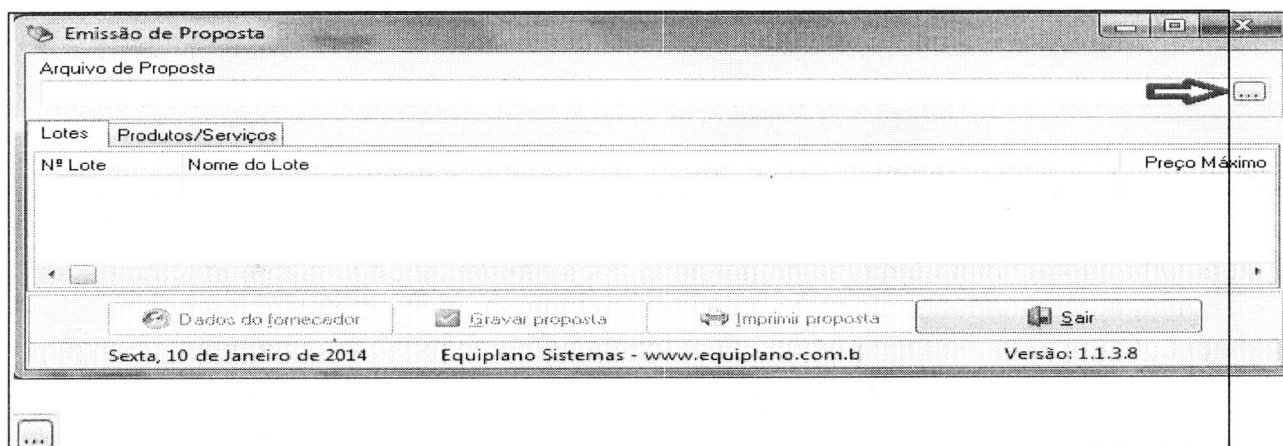 Emissão de Proposta
Arquivo de Proposta
...
Lotes Produtos/Serviços
Nº Lote Nome do Lote Preço Máximo
Dados do fornecedor Gravar proposta Imprimir proposta Sair
Sexta, 10 de Janeiro de 2014 Equiplano Sistemas - www.equiplano.com.b Versão: 1.1.3.8
...